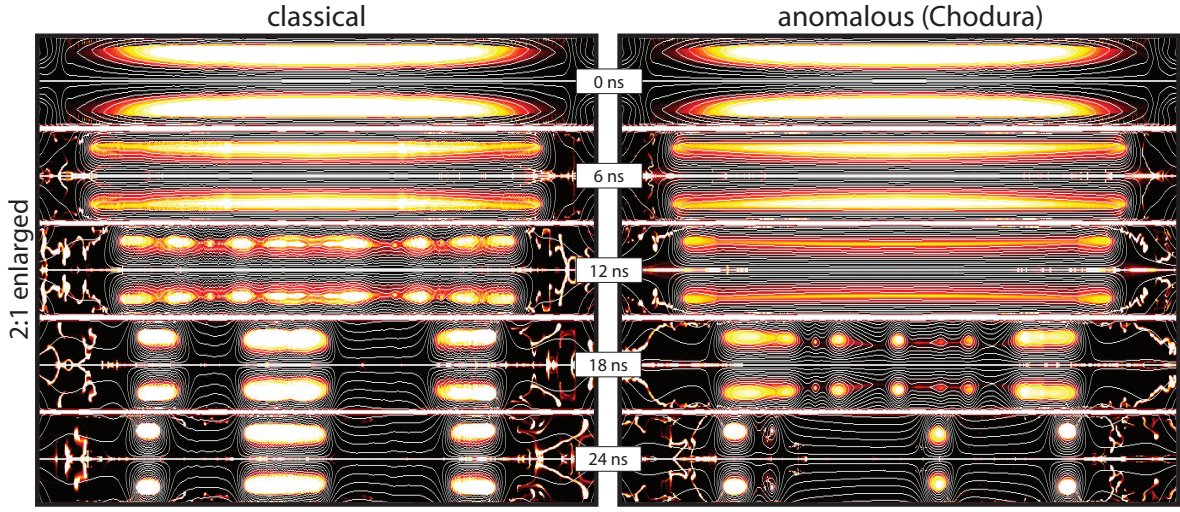 classical
anomalous (Chodura)
2:1 enlarged
0 ns
6 ns
12 ns
18 ns
24 ns